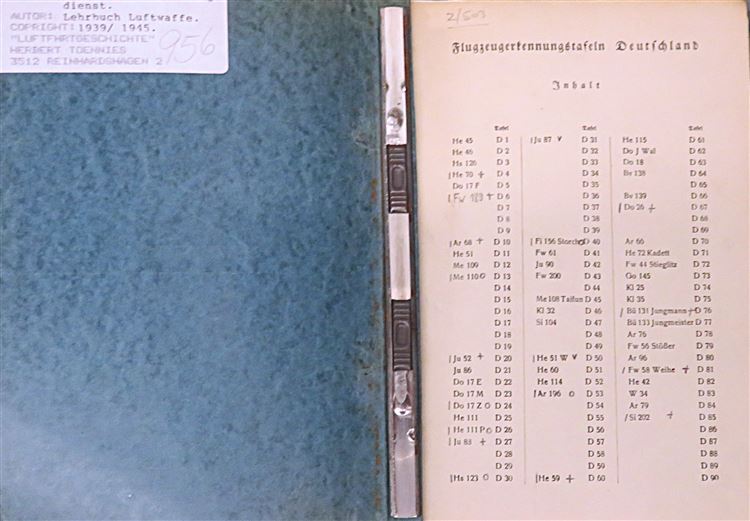 dienst.
AUTOR: Lehrbuch Luftwaffe.
COPRIGHT: 1939/ 1945.
"LUFTFHRTGESCHICHTE"
HERBERT TOENNIES
3512 REINHARDSHAGEN 2
956
2/503
Flugzeugerkennungstafeln Deutschland
Inhalt
Tafel
He 45 D 1
He 46 D 2
Hs 126 D 3
He 70 + D 4
Do 17 F D 5
Fw 189 + D 6
D 7
D 8
D 9
Ar 68 + D 10
He 51 D 11
Me 109 D 12
Me 110 O D 13
D 14
D 15
D 16
D 17
D 18
D 19
Ju 52 + D 20
Ju 86 D 21
Do 17 E D 22
Do 17 M D 23
Do 17 Z O D 24
He 111 D 25
He 111 P O D 26
Ju 88 + D 27
D 28
D 29
Hs 123 O D 30
Tafel
Ju 87 v D 31
D 32
D 33
D 34
D 35
D 36
D 37
D 38
D 39
Fi 156 Storch O D 40
Fw 61 D 41
Ju 90 D 42
Fw 200 D 43
D 44
Me 108 Taifun D 45
Kl 32 D 46
Si 104 D 47
D 48
D 49
He 51 W v D 50
He 60 D 51
He 114 D 52
Ar 196 O D 53
D 54
D 55
D 56
D 57
D 58
D 59
He 59 + D 60
Tafel
He 115 D 61
Do J Wal D 62
Do 18 D 63
Bv 138 D 64
D 65
Bv 139 D 66
Do 26 + D 67
D 68
D 69
Ar 66 D 70
He 72 Kadett D 71
Fw 44 Stieglitz D 72
Go 145 D 73
Kl 25 D 74
Kl 35 D 75
Bü 131 Jungmann + D 76
Bü 133 Jungmeister D 77
Ar 76 D 78
Fw 56 Stößer D 79
Ar 96 D 80
Fw 58 Weihe + D 81
He 42 D 82
W 34 D 83
Ar 79 D 84
Si 202 + D 85
D 86
D 87
D 88
D 89
D 90